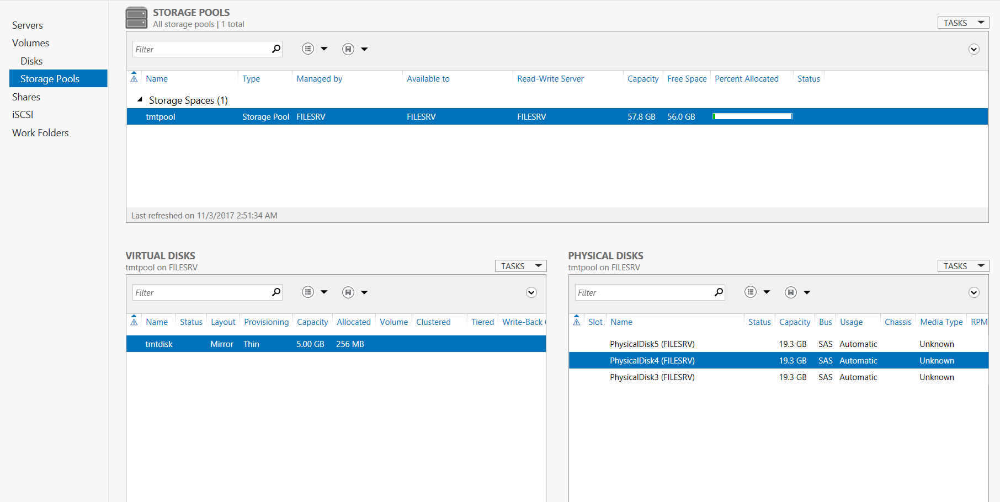 Servers
Volumes
Disks
Storage Pools
Shares
iSCSI
Work Folders
STORAGE POOLS
All storage pools | 1 total
TASKS
Filter
Name Type Managed by Available to Read-Write Server Capacity Free Space Percent Allocated Status
Storage Spaces (1)
tmtpool Storage Pool FILESRV FILESRV FILESRV 57.8 GB 56.0 GB
Last refreshed on 11/3/2017 2:51:34 AM
VIRTUAL DISKS
tmtpool on FILESRV
TASKS
Filter
Name Status Layout Provisioning Capacity Allocated Volume Clustered Tiered Write-Back
tmtdisk Mirror Thin 5.00 GB 256 MB
PHYSICAL DISKS
tmtpool on FILESRV
TASKS
Filter
Slot Name Status Capacity Bus Usage Chassis Media Type RPM
PhysicalDisk5 (FILESRV) 19.3 GB SAS Automatic Unknown
PhysicalDisk4 (FILESRV) 19.3 GB SAS Automatic Unknown
PhysicalDisk3 (FILESRV) 19.3 GB SAS Automatic Unknown